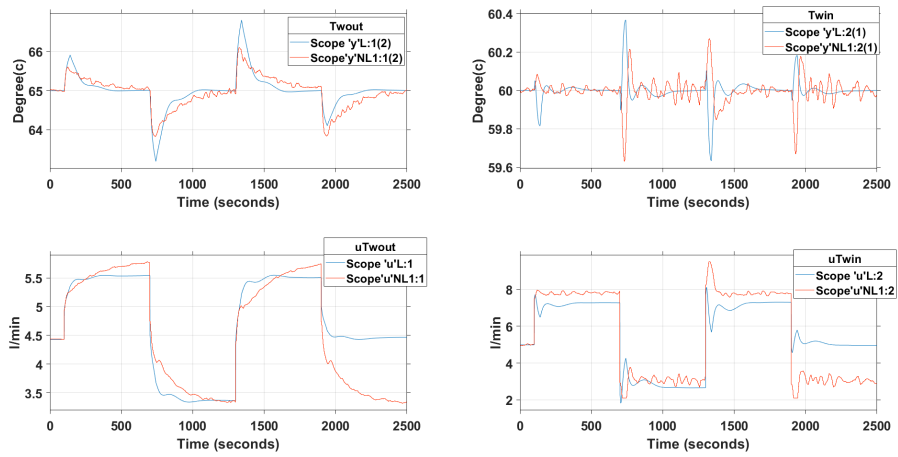 Twout
Scope 'y'L:1(2)
Scope'y'NL1:1(2)
66
65
64
Degree(c)
0 500 1000 1500 2000 2500
Time (seconds)
Twin
Scope 'y'L:2(1)
Scope'y'NL1:2(1)
60.4
60.2
60
59.8
59.6
Degree(c)
0 500 1000 1500 2000 2500
Time (seconds)
uTwout
Scope 'u'L:1
Scope'u'NL1:1
5.5
4.5
3.5
l/min
0 500 1000 1500 2000 2500
Time (seconds)
uTwin
Scope 'u'L:2
Scope'u'NL1:2
8
6
4
2
l/min
0 500 1000 1500 2000 2500
Time (seconds)